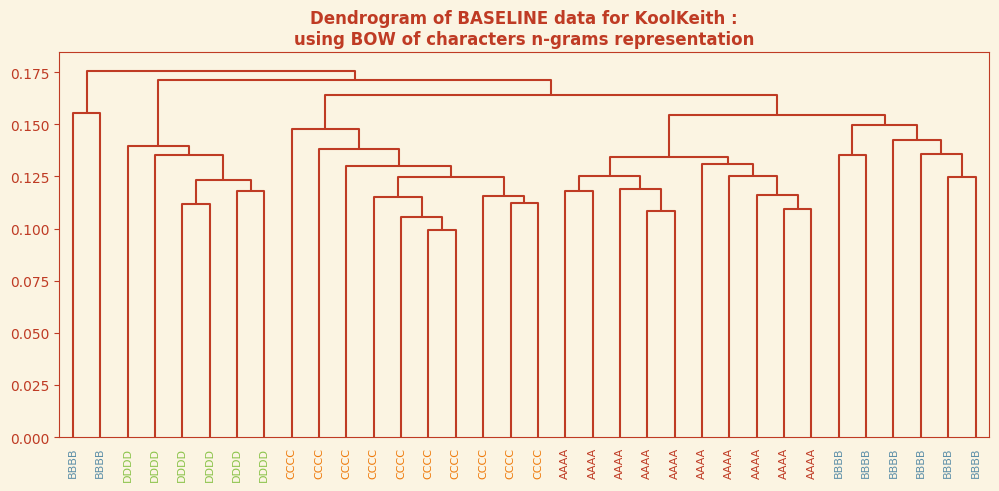 Dendrogram of BASELINE data for KoolKeith :
using BOW of characters n-grams representation
0.175
0.150
0.125
0.100
0.075
0.050
0.025
0.000
BBBB BBBB DDDD DDDD DDDD DDDD DDDD DDDD CCCC CCCC CCCC CCCC CCCC CCCC CCCC CCCC CCCC CCCC AAAA AAAA AAAA AAAA AAAA AAAA AAAA AAAA AAAA AAAA BBBB BBBB BBBB BBBB BBBB BBBB